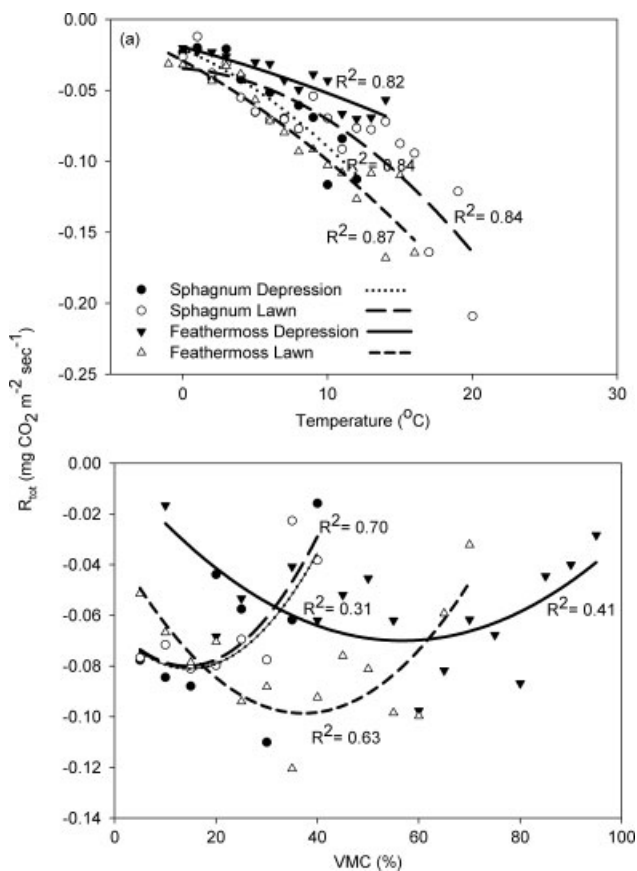 0.00
(a)
R² = 0.82
-0.05
-0.10
R² = 0.84
R² = 0.84
-0.15
R² = 0.87
Sphagnum Depression
Sphagnum Lawn
-0.20
Feathermoss Depression
Feathermoss Lawn
-0.25
0 10 20 30
Temperature (°C)
R_tot (mg CO₂ m⁻² sec⁻¹)
0.00
-0.02
R² = 0.70
-0.04
R² = 0.31
R² = 0.41
-0.06
-0.08
-0.10
R² = 0.63
-0.12
-0.14
0 20 40 60 80 100
VMC (%)